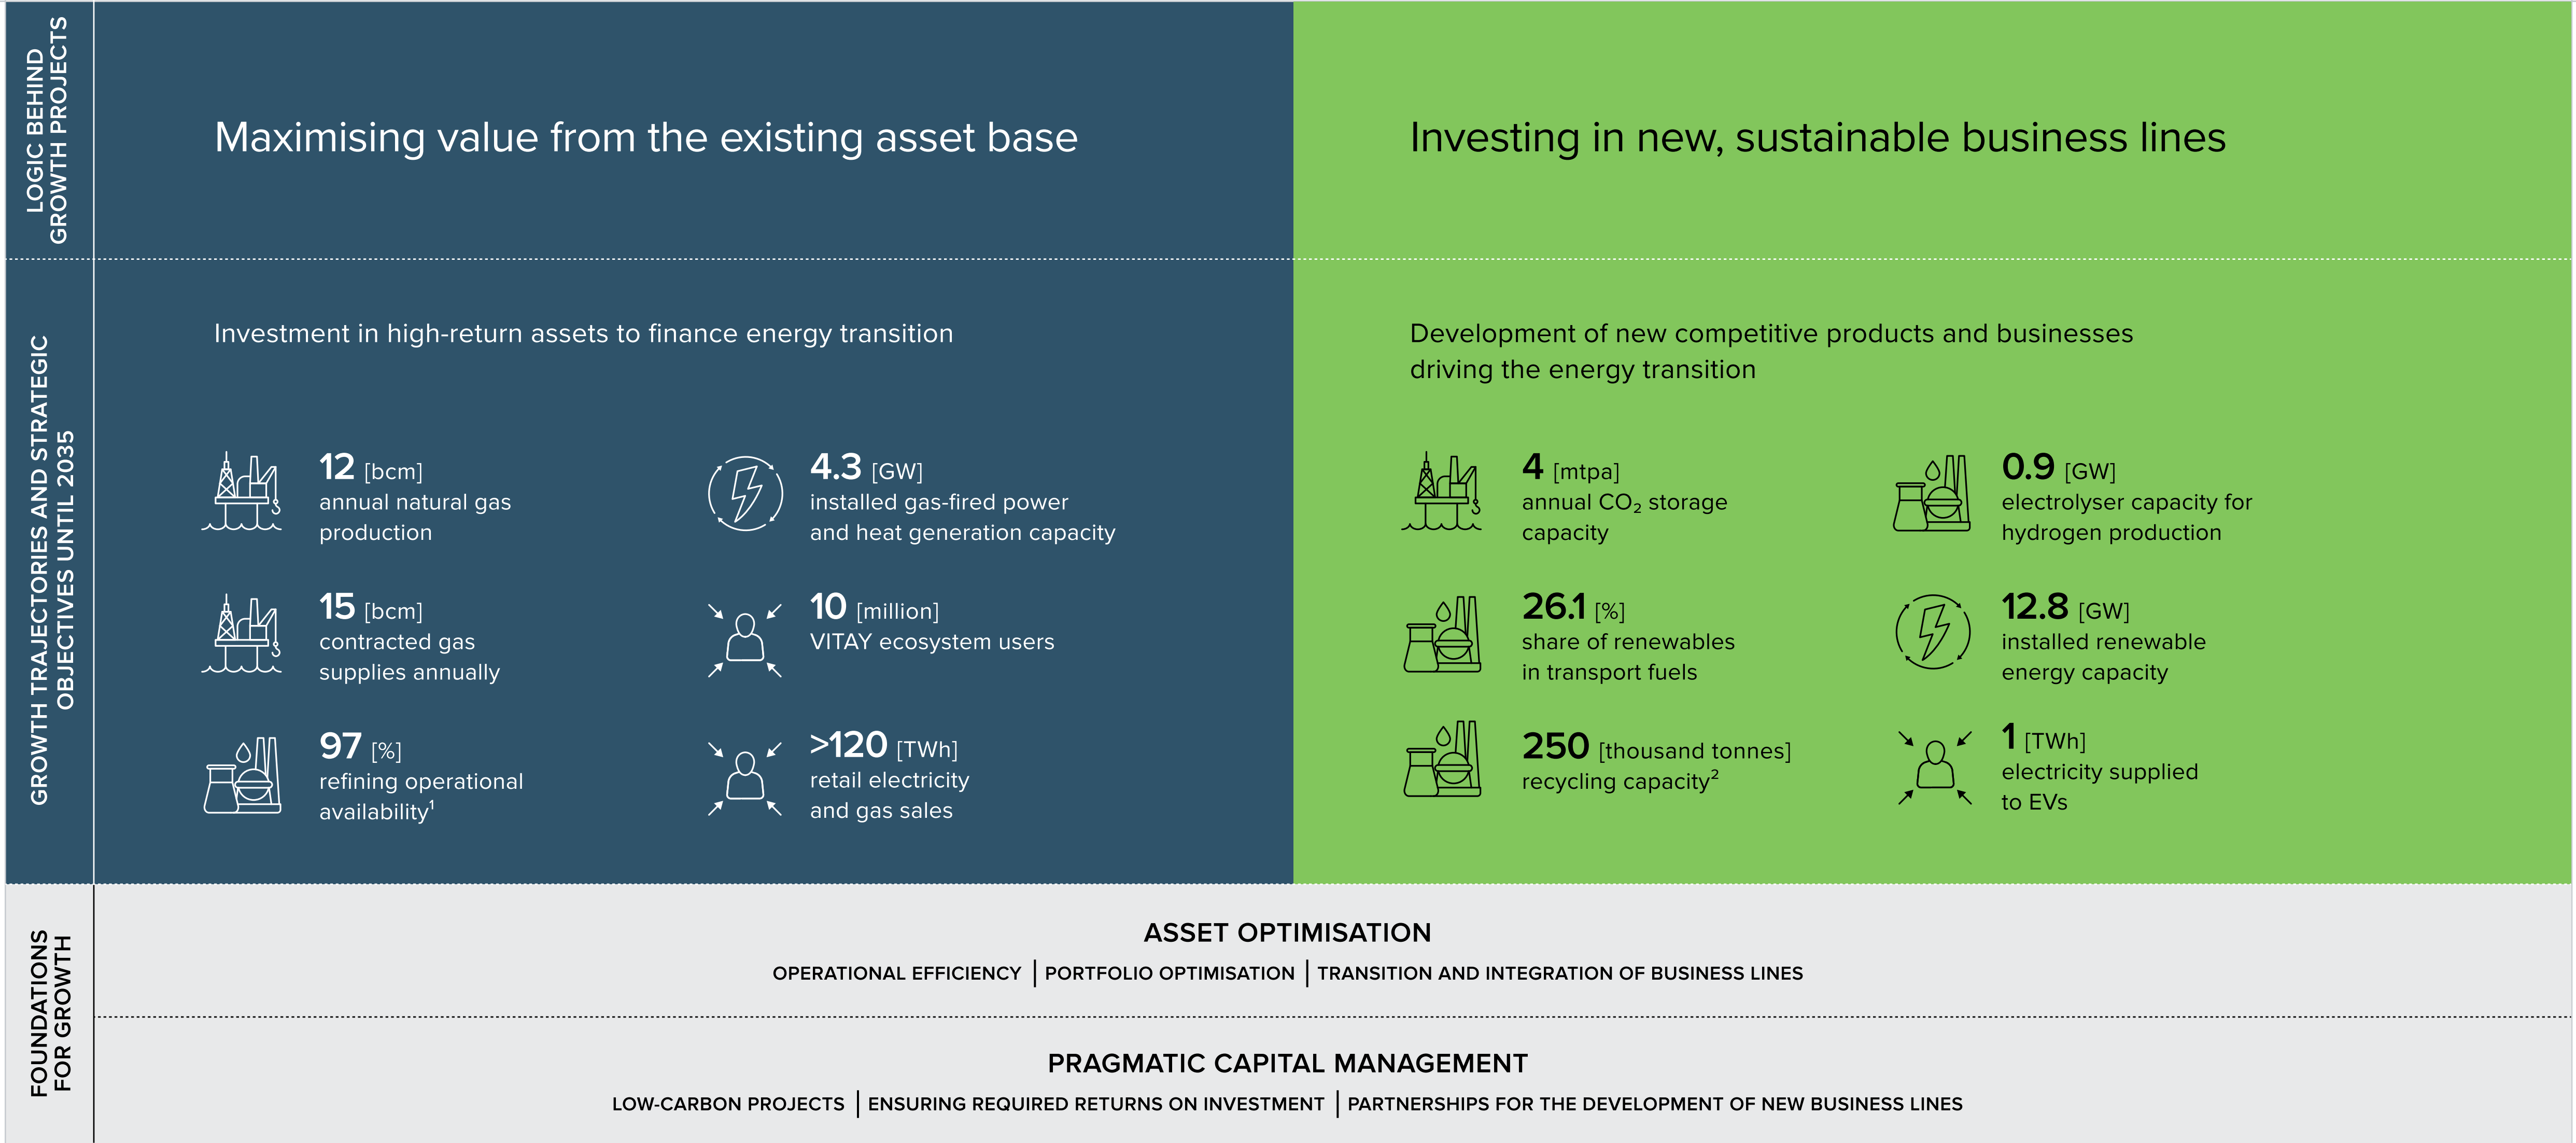 LOGIC BEHIND
GROWTH PROJECTS
Maximising value from the existing asset base
Investing in new, sustainable business lines
GROWTH TRAJECTORIES AND STRATEGIC
OBJECTIVES UNTIL 2035
Investment in high-return assets to finance energy transition
12 [bcm]
annual natural gas
production
4.3 [GW]
installed gas-fired power
and heat generation capacity
15 [bcm]
contracted gas
supplies annually
10 [million]
VITAY ecosystem users
97 [%]
refining operational
availability¹
>120 [TWh]
retail electricity
and gas sales
Development of new competitive products and businesses
driving the energy transition
4 [mtpa]
annual CO₂ storage
capacity
0.9 [GW]
electrolyser capacity for
hydrogen production
26.1 [%]
share of renewables
in transport fuels
12.8 [GW]
installed renewable
energy capacity
250 [thousand tonnes]
recycling capacity²
1 [TWh]
electricity supplied
to EVs
FOUNDATIONS
FOR GROWTH
ASSET OPTIMISATION
OPERATIONAL EFFICIENCY | PORTFOLIO OPTIMISATION | TRANSITION AND INTEGRATION OF BUSINESS LINES
PRAGMATIC CAPITAL MANAGEMENT
LOW-CARBON PROJECTS | ENSURING REQUIRED RETURNS ON INVESTMENT | PARTNERSHIPS FOR THE DEVELOPMENT OF NEW BUSINESS LINES